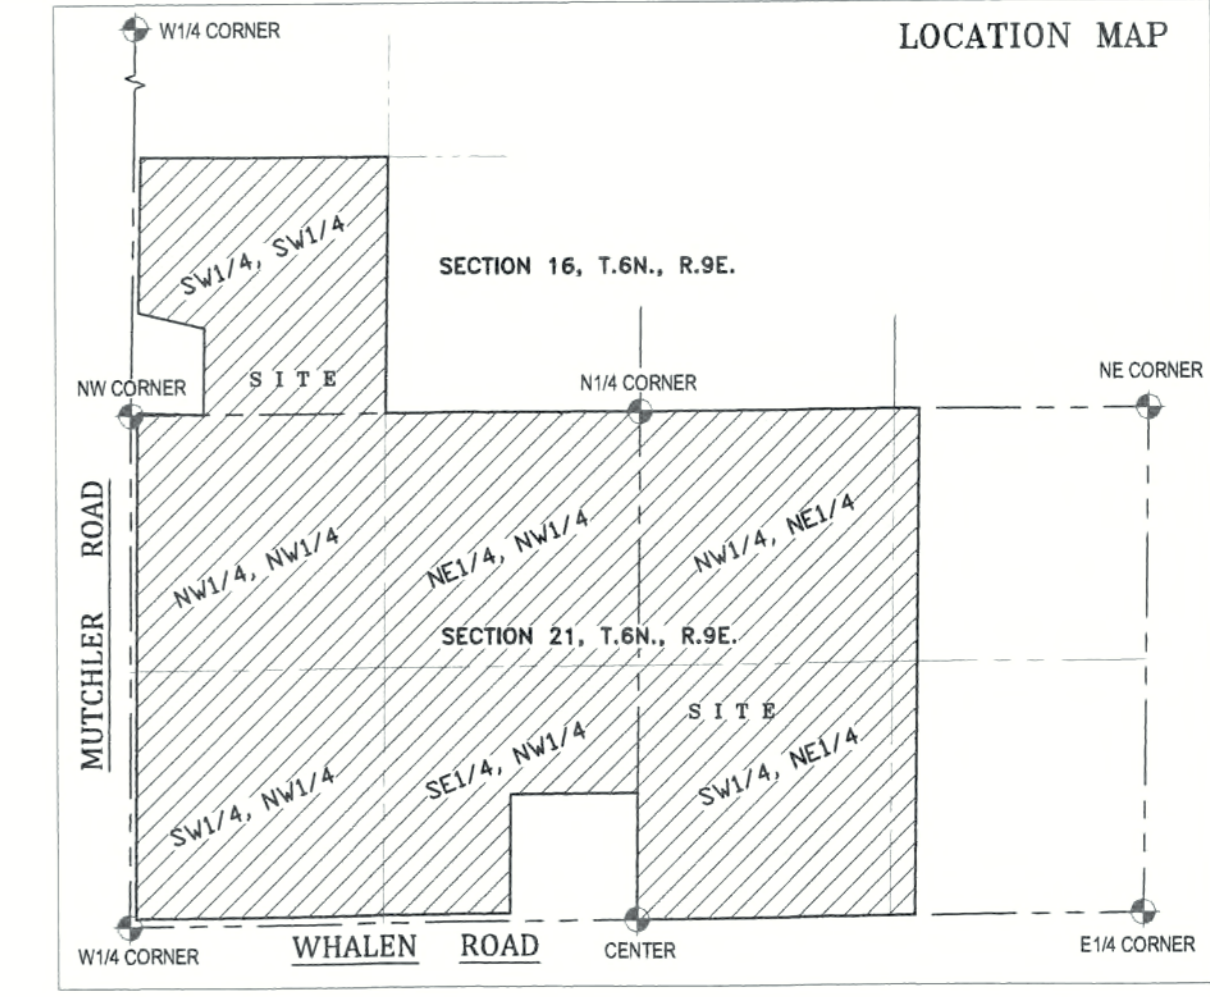 LOCATION MAP
W1/4 CORNER
SW1/4, SW1/4
SECTION 16, T.6N., R.9E.
SITE
NW CORNER
N1/4 CORNER
NE CORNER
MUTCHLER ROAD
NW1/4, NW1/4
NE1/4, NW1/4
NW1/4, NE1/4
SECTION 21, T.6N., R.9E.
SITE
SW1/4, NW1/4
SE1/4, NW1/4
SW1/4, NE1/4
W1/4 CORNER
WHALEN ROAD
CENTER
E1/4 CORNER